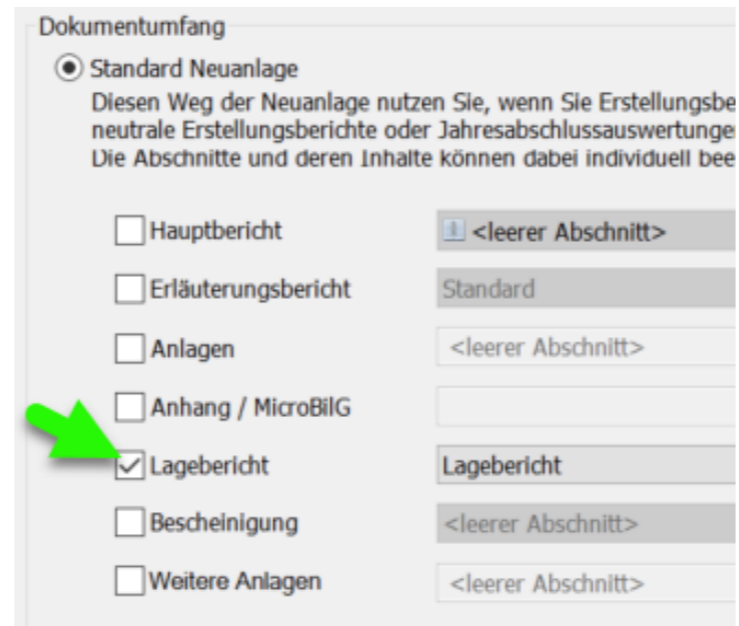 Dokumentumfang
Standard Neuanlage
Diesen Weg der Neuanlage nutzen Sie, wenn Sie Erstellungsbe
neutrale Erstellungsberichte oder Jahresabschlussauswertunge
Die Abschnitte und deren Inhalte können dabei individuell bee
Hauptbericht <leerer Abschnitt>
Erläuterungsbericht Standard
Anlagen <leerer Abschnitt>
Anhang / MicroBilG
Lagebericht Lagebericht
Bescheinigung <leerer Abschnitt>
Weitere Anlagen <leerer Abschnitt>